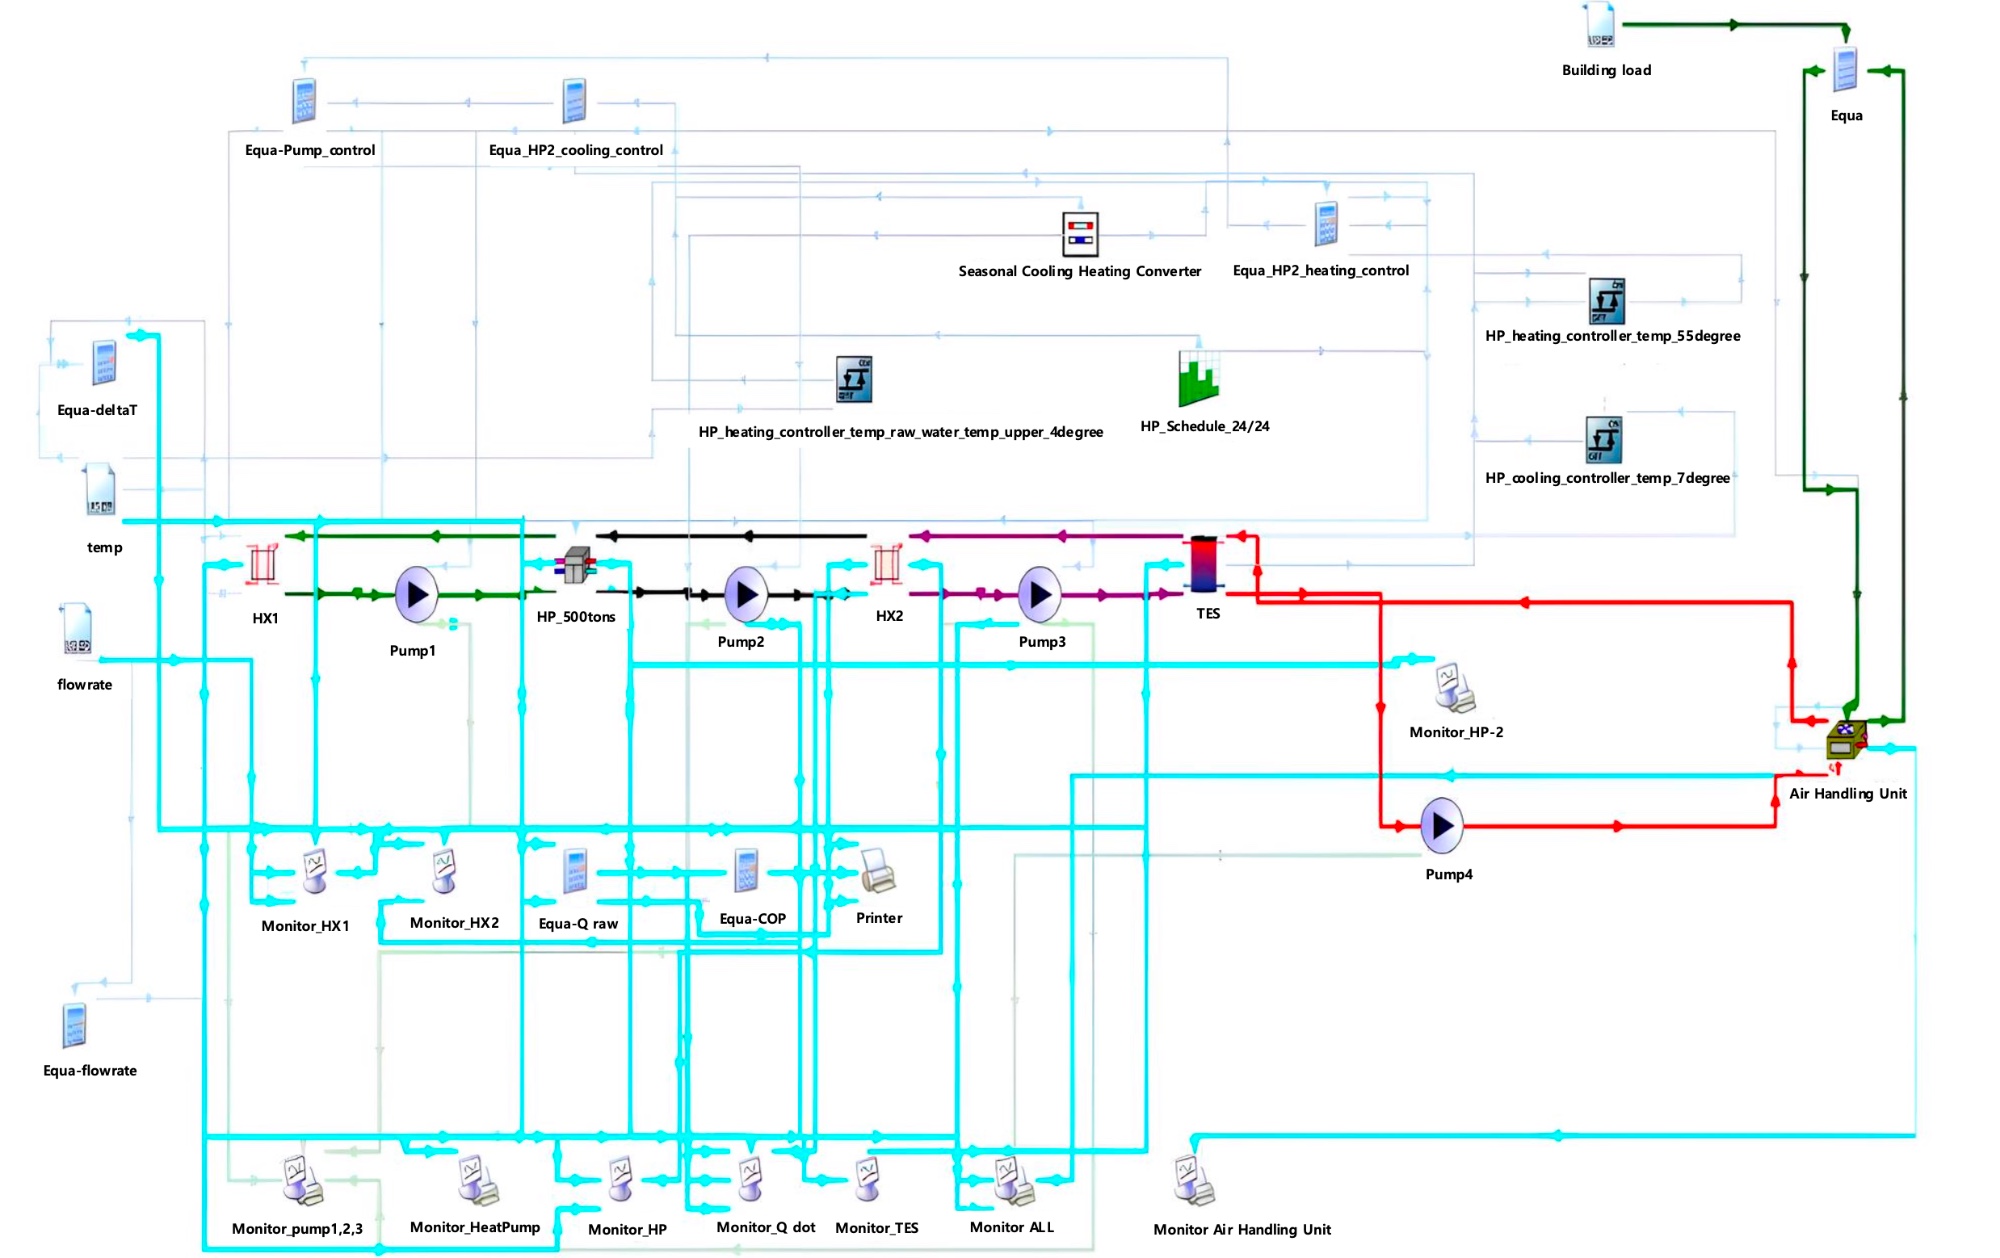 Building load
Equa
Equa-Pump_control
Equa_HP2_cooling_control
Seasonal Cooling Heating Converter
Equa_HP2_heating_control
HP_heating_controller_temp_55degree
Equa-deltaT
HP_heating_controller_temp_raw_water_temp_upper_4degree
HP_Schedule_24/24
HP_cooling_controller_temp_7degree
temp
HX1
HP_500tons
HX2
TES
Pump1
Pump2
Pump3
flowrate
Monitor_HP-2
Air Handling Unit
Pump4
Monitor_HX1
Monitor_HX2
Equa-Q raw
Equa-COP
Printer
Equa-flowrate
Monitor_pump1,2,3
Monitor_HeatPump
Monitor_HP
Monitor_Q dot
Monitor_TES
Monitor ALL
Monitor Air Handling Unit